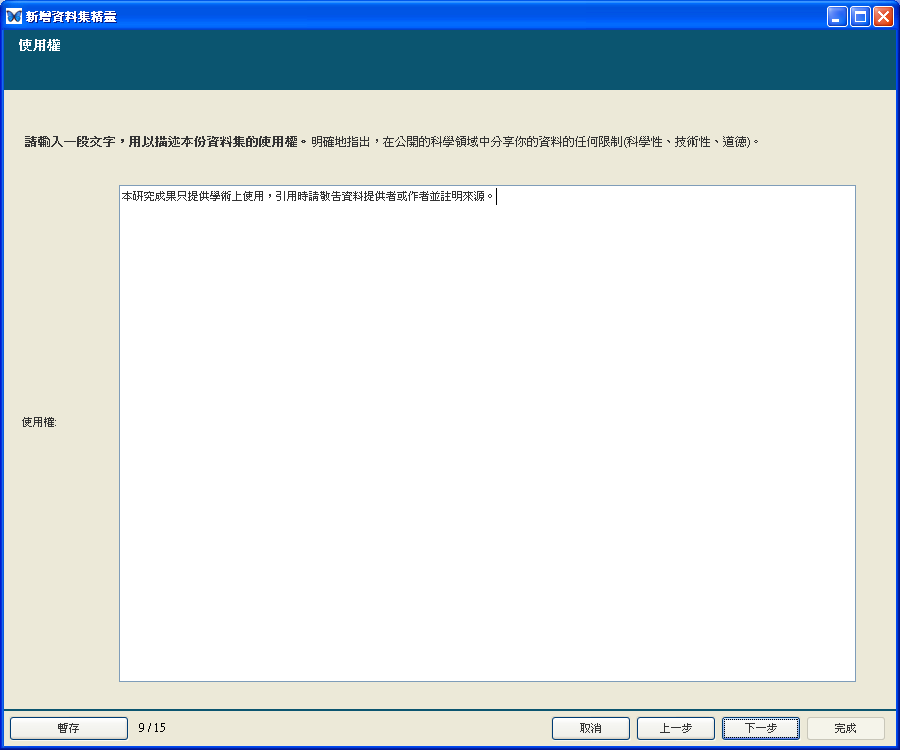 新增資料集精靈
使用權
請輸入一段文字，用以描述本份資料集的使用權。明確地指出，在公開的科學領域中分享你的資料的任何限制(科學性、技術性、道德)。
本研究成果只提供學術上使用，引用時請敬告資料提供者或作者並註明來源。
使用權:
暫存 9 / 15 取消 上一步 下一步 完成